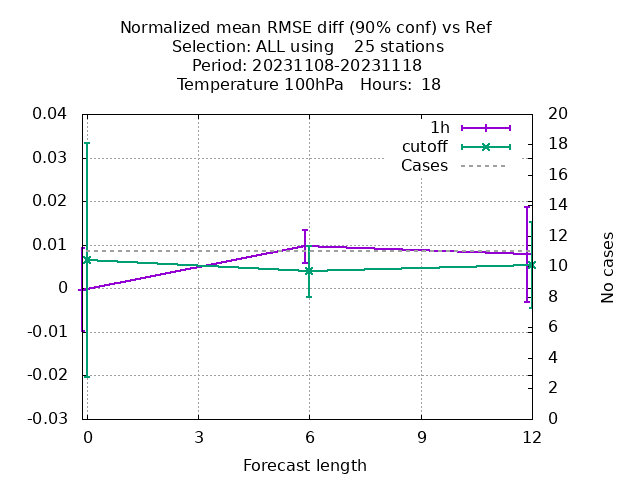 Normalized mean RMSE diff (90% conf) vs Ref
Selection: ALL using    25 stations
Period: 20231108-20231118
Temperature 100hPa   Hours:  18
1h
cutoff
Cases
0.04
0.03
0.02
0.01
0
-0.01
-0.02
-0.03
20
18
16
14
12
10
8
6
4
2
0
No cases
0 3 6 9 12
Forecast length